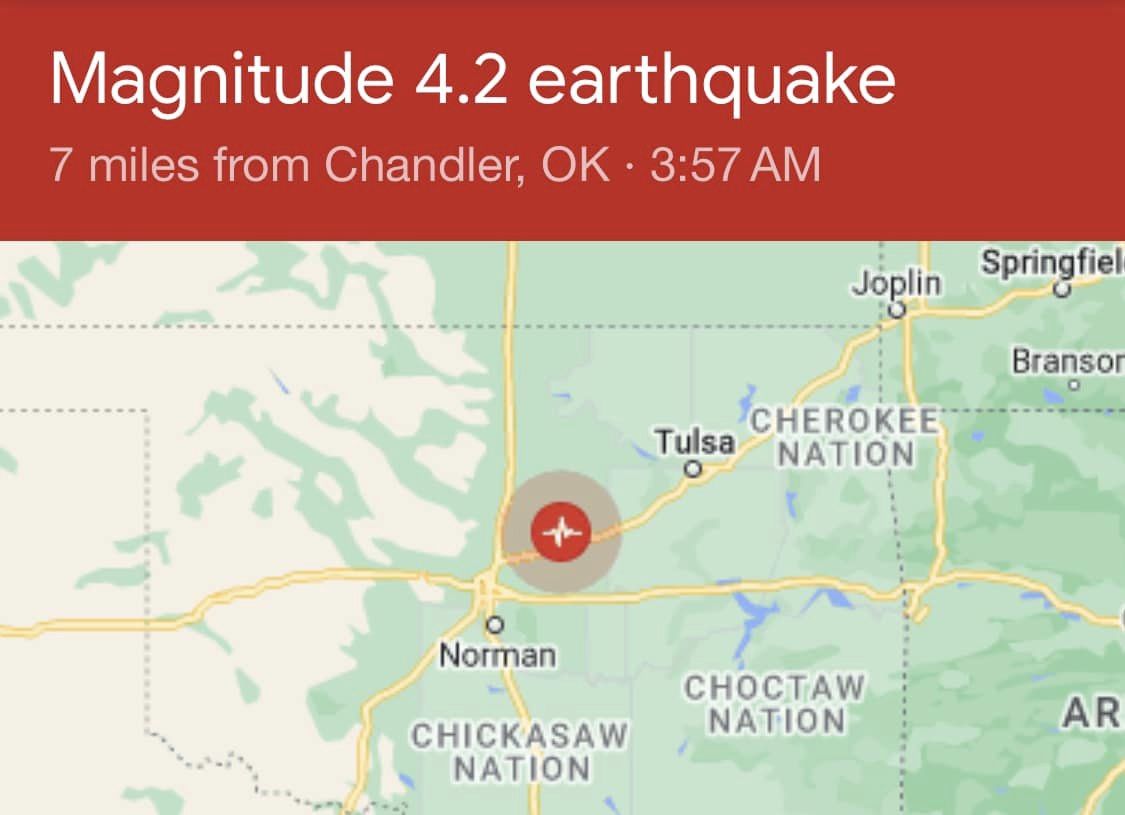 Magnitude 4.2 earthquake
7 miles from Chandler, OK · 3:57 AM
Springfiel
Joplin
Branson
CHEROKEE
NATION
Tulsa
Norman
CHOCTAW
NATION
AR
CHICKASAW
NATION